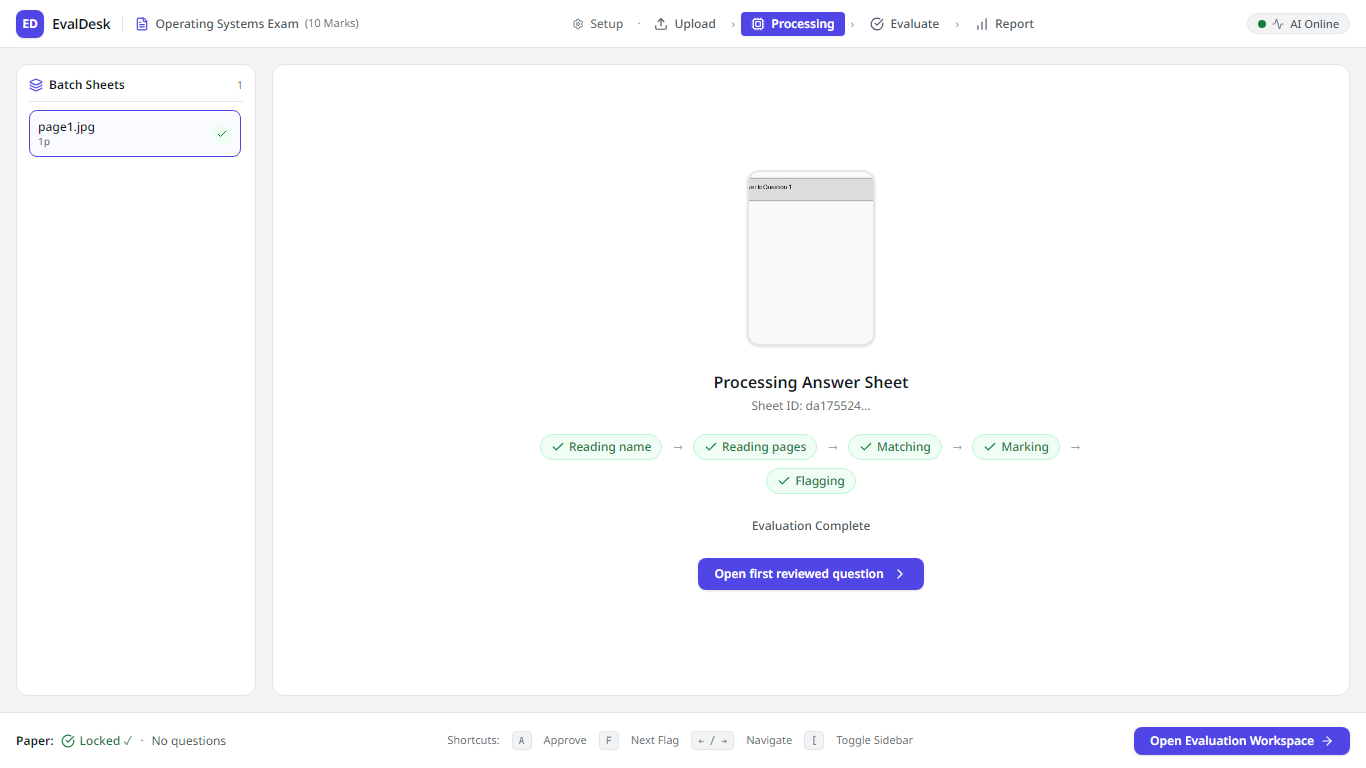 ED EvalDesk Operating Systems Exam (10 Marks) Setup · Upload › Processing › Evaluate › Report AI Online
Batch Sheets 1
page1.jpg
1p
Question 1
Processing Answer Sheet
Sheet ID: da175524...
Reading name → Reading pages → Matching → Marking →
Flagging
Evaluation Complete
Open first reviewed question
Paper: Locked ✓ · No questions Shortcuts: A Approve F Next Flag ← / → Navigate [ Toggle Sidebar Open Evaluation Workspace →